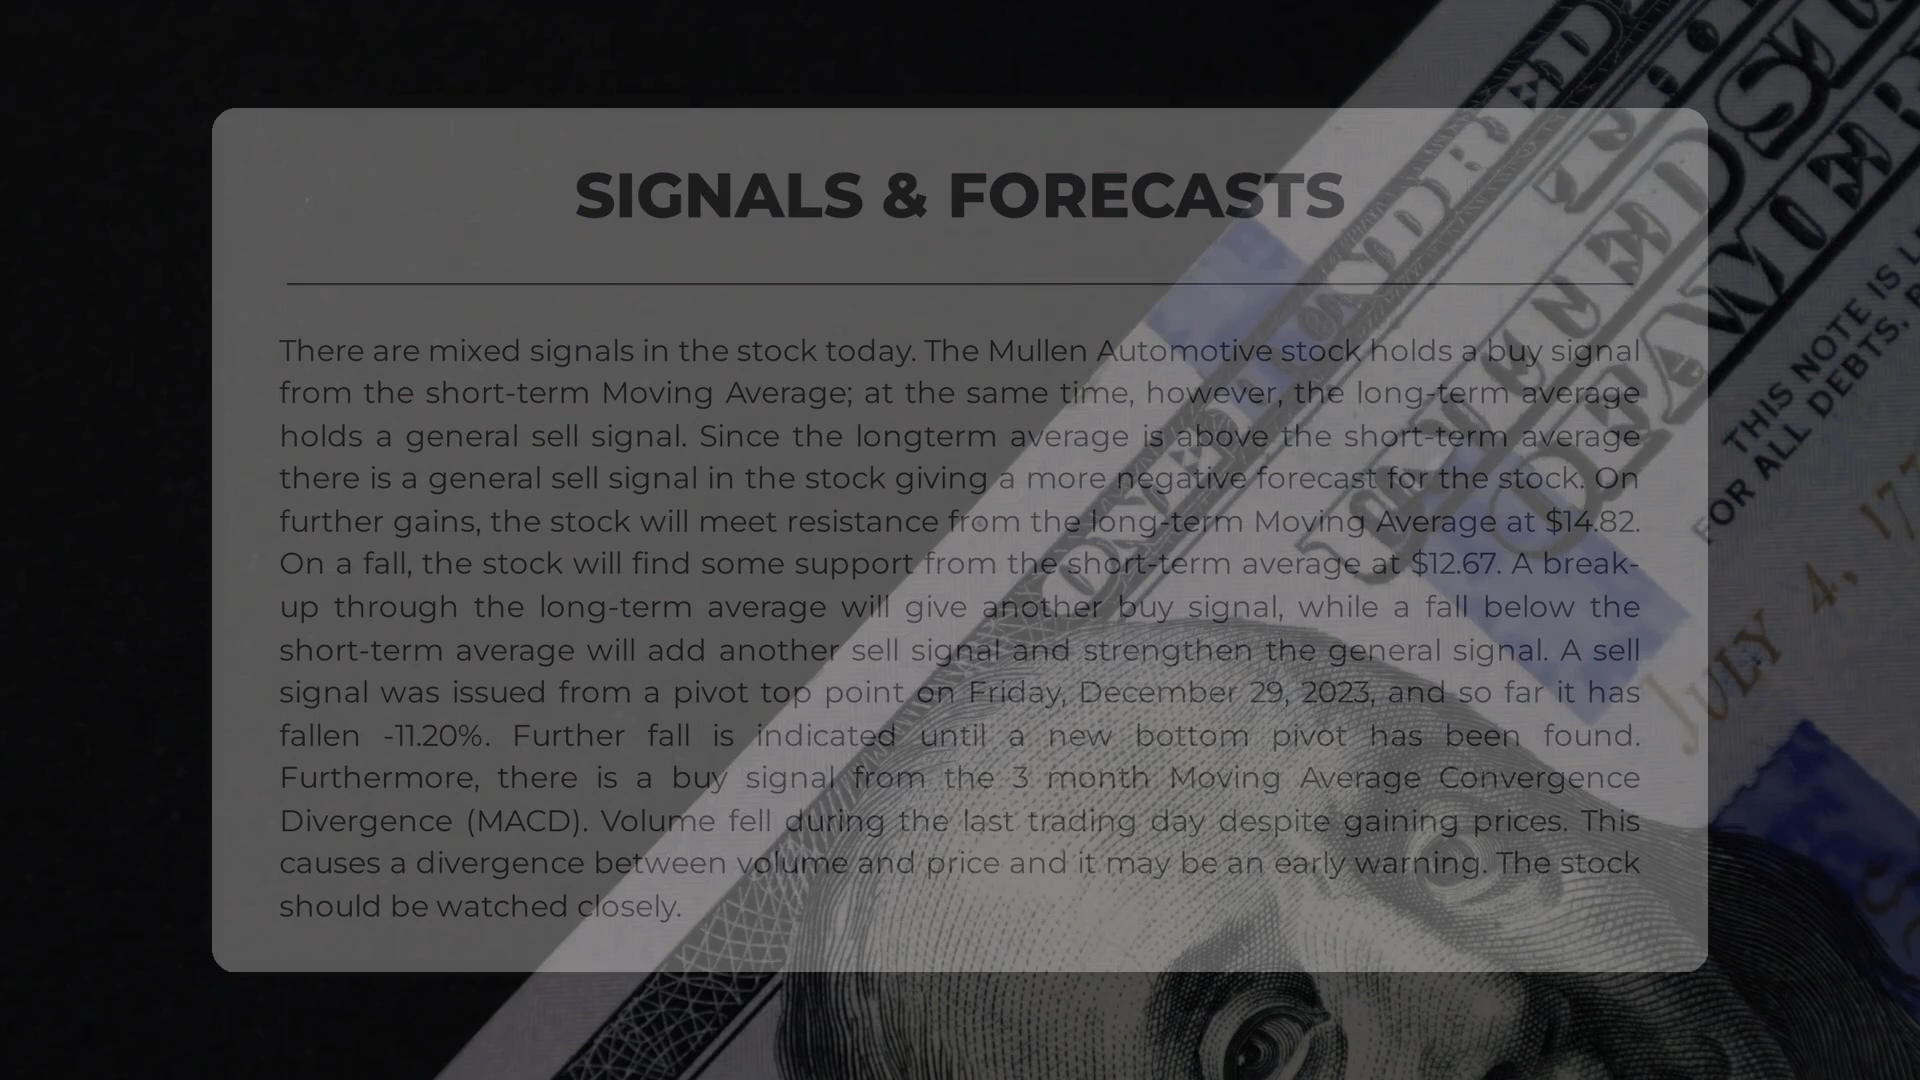 SIGNALS & FORECASTS
There are mixed signals in the stock today. The Mullen Automotive stock holds a buy signal
from the short-term Moving Average; at the same time, however, the long-term average
holds a general sell signal. Since the longterm average is above the short-term average
there is a general sell signal in the stock giving a more negative forecast for the stock. On
further gains, the stock will meet resistance from the long-term Moving Average at $14.82.
On a fall, the stock will find some support from the short-term average at $12.67. A break-
up through the long-term average will give another buy signal, while a fall below the
short-term average will add another sell signal and strengthen the general signal. A sell
signal was issued from a pivot top point on Friday, December 29, 2023, and so far it has
fallen -11.20%. Further fall is indicated until a new bottom pivot has been found.
Furthermore, there is a buy signal from the 3 month Moving Average Convergence
Divergence (MACD). Volume fell during the last trading day despite gaining prices. This
causes a divergence between volume and price and it may be an early warning. The stock
should be watched closely.
THIS NOTE IS
FOR ALL DEBTS,
JULY 4,